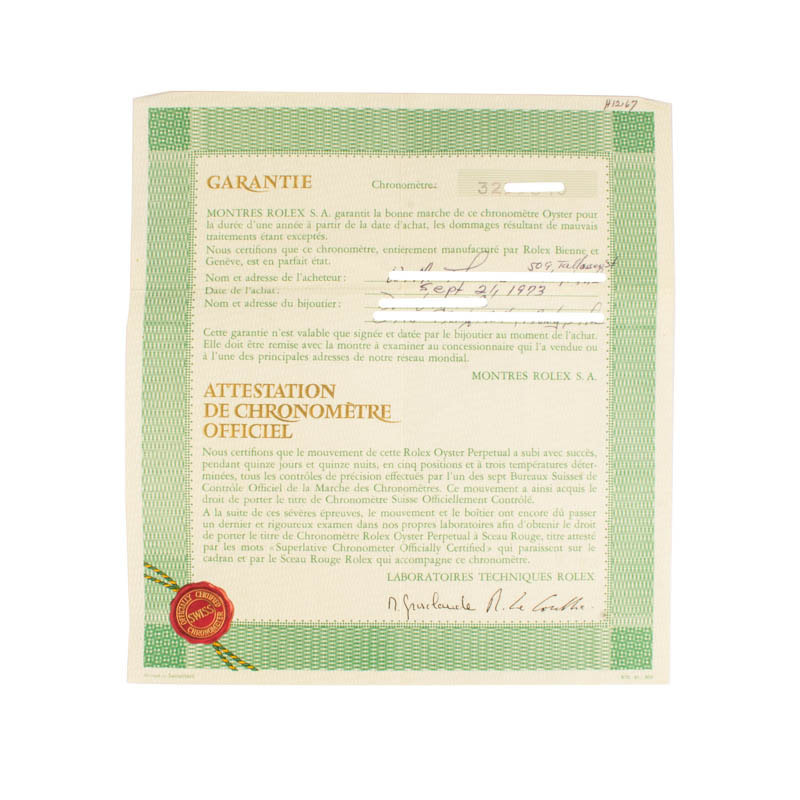 H12167
GARANTIE
Chronomètre: 32
MONTRES ROLEX S. A. garantit la bonne marche de ce chronomètre Oyster pour
la durée d'une année à partir de la date d'achat, les dommages résultant de mauvais
traitements étant exceptés.
Nous certifions que ce chronomètre, entièrement manufacturé par Rolex Bienne et
Genève, est en parfait état.
509,
Nom et adresse de l'acheteur:
Date de l'achat: Sept 24, 1973
Nom et adresse du bijoutier:
Cette garantie n'est valable que signée et datée par le bijoutier au moment de l'achat.
Elle doit être remise avec la montre à examiner au concessionnaire qui l'a vendue ou
à l'une des principales adresses de notre réseau mondial.
MONTRES ROLEX S. A.
ATTESTATION
DE CHRONOMÈTRE
OFFICIEL
Nous certifions que le mouvement de cette Rolex Oyster Perpetual a subi avec succès,
pendant quinze jours et quinze nuits, en cinq positions et à trois températures déter-
minées, tous les contrôles de précision effectués par l'un des sept Bureaux Suisses de
Contrôle Officiel de la Marche des Chronomètres. Ce mouvement a ainsi acquis le
droit de porter le titre de Chronomètre Suisse Officiellement Contrôlé.
A la suite de ces sévères épreuves, le mouvement et le boîtier ont encore dû passer
un dernier et rigoureux examen dans nos propres laboratoires afin d'obtenir le droit
de porter le titre de Chronomètre Rolex Oyster Perpetual à Sceau Rouge, titre attesté
par les mots «Superlative Chronometer Officially Certified» qui paraissent sur le
cadran et par le Sceau Rouge Rolex qui accompagne ce chronomètre.
LABORATOIRES TECHNIQUES ROLEX
OFFICIALLY CERTIFIED
SWISS
CHRONOMETER
Printed in Switzerland